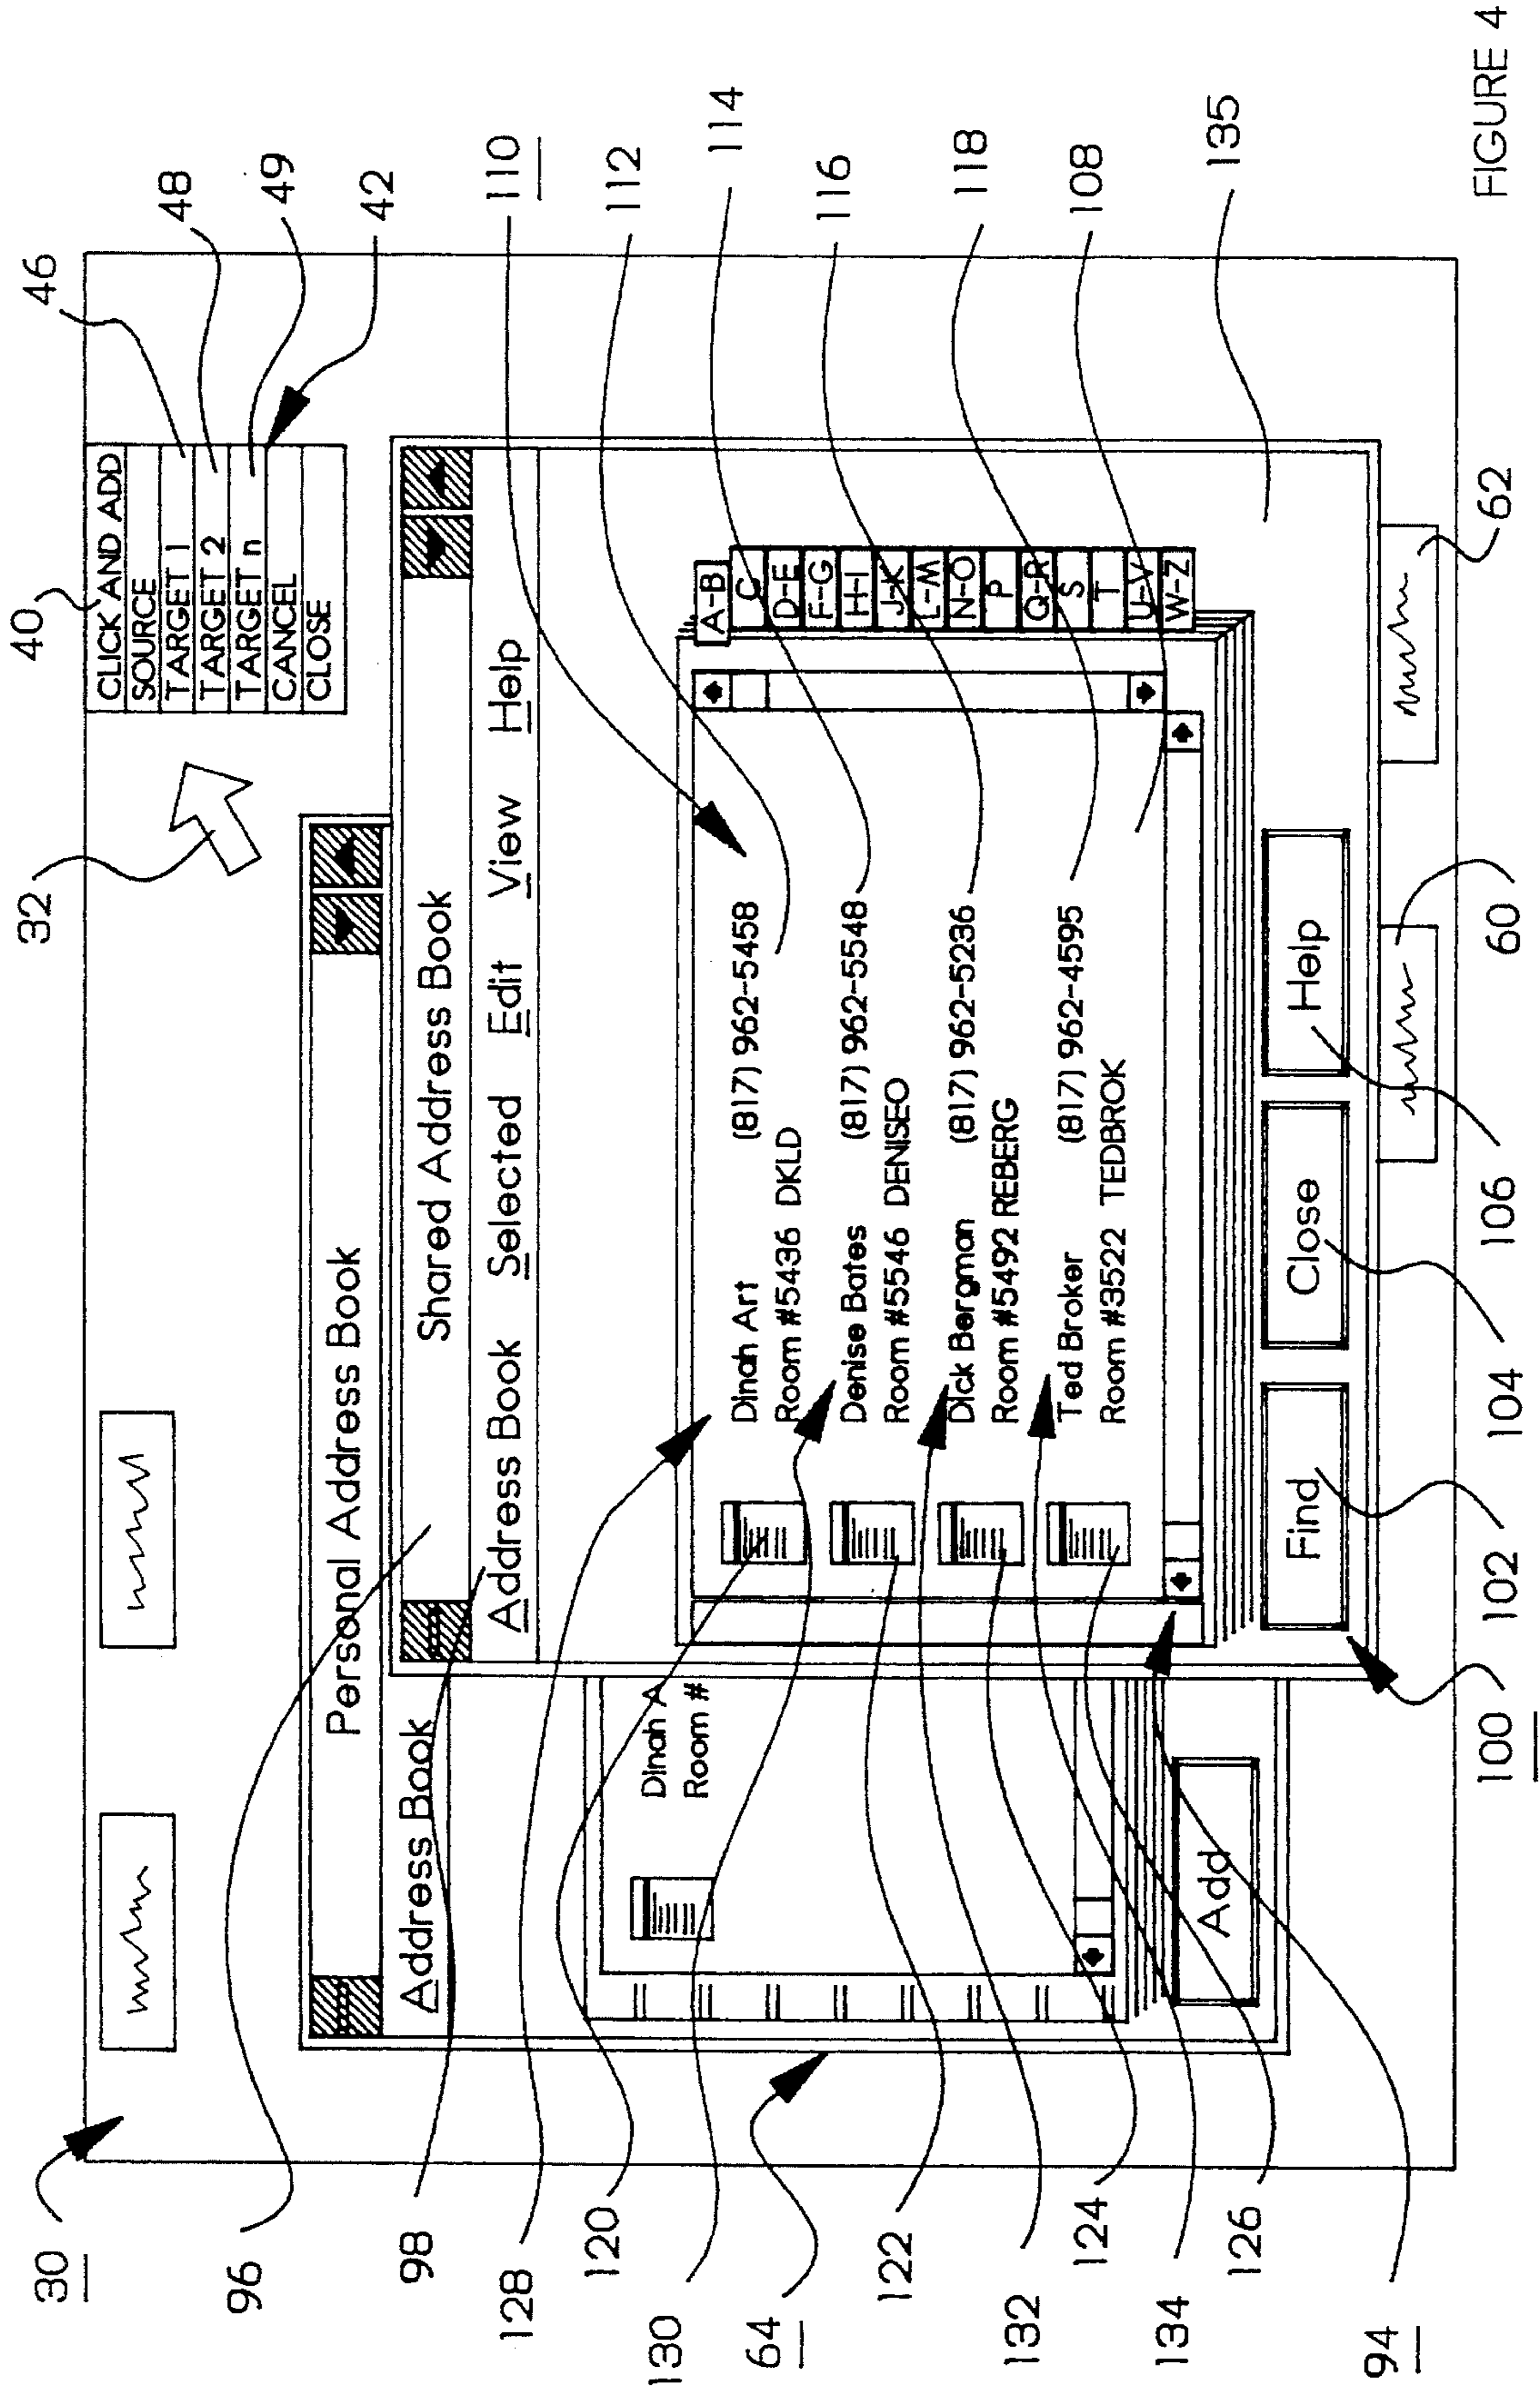 40
CLICK AND ADD
SOURCE
TARGET 1
TARGET 2
TARGET n
CANCEL
CLOSE
46
48
49
42
32
30
96
98
128
120
130
64
122
132
124
134
126
94
Personal Address Book
Address Book
Dinah A
Room #
Add
Shared Address Book
Address Book Selected Edit View Help
Dinah Art (817) 962-5458
Room #5436 DKLD
Denise Bates (817) 962-5548
Room #5546 DENISEO
Dick Bergman (817) 962-5236
Room #5492 REBERG
Ted Broker (817) 962-4595
Room #3522 TEDBROK
A-B
C
D-E
F-G
H-I
J-K
L-M
N-O
P
Q-R
S
T
U-V
W-Z
Find Close Help
110
112
114
116
118
108
135
100
102
104
106
60
62
FIGURE 4